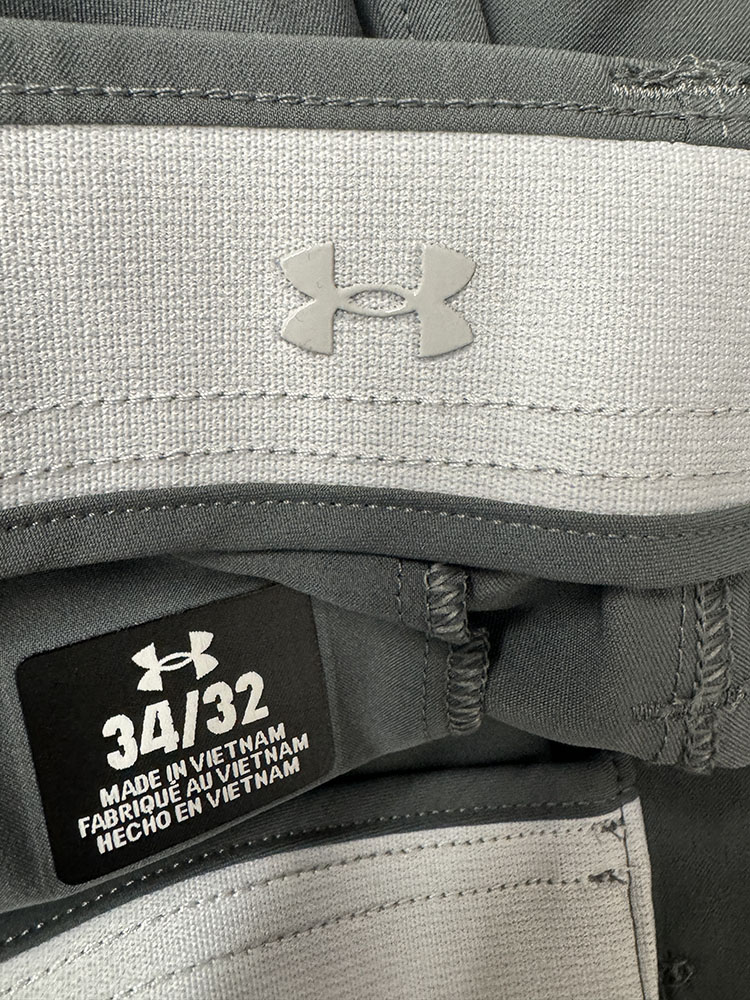 34/32
MADE IN VIETNAM
FABRIQUÉ AU VIETNAM
HECHO EN VIETNAM